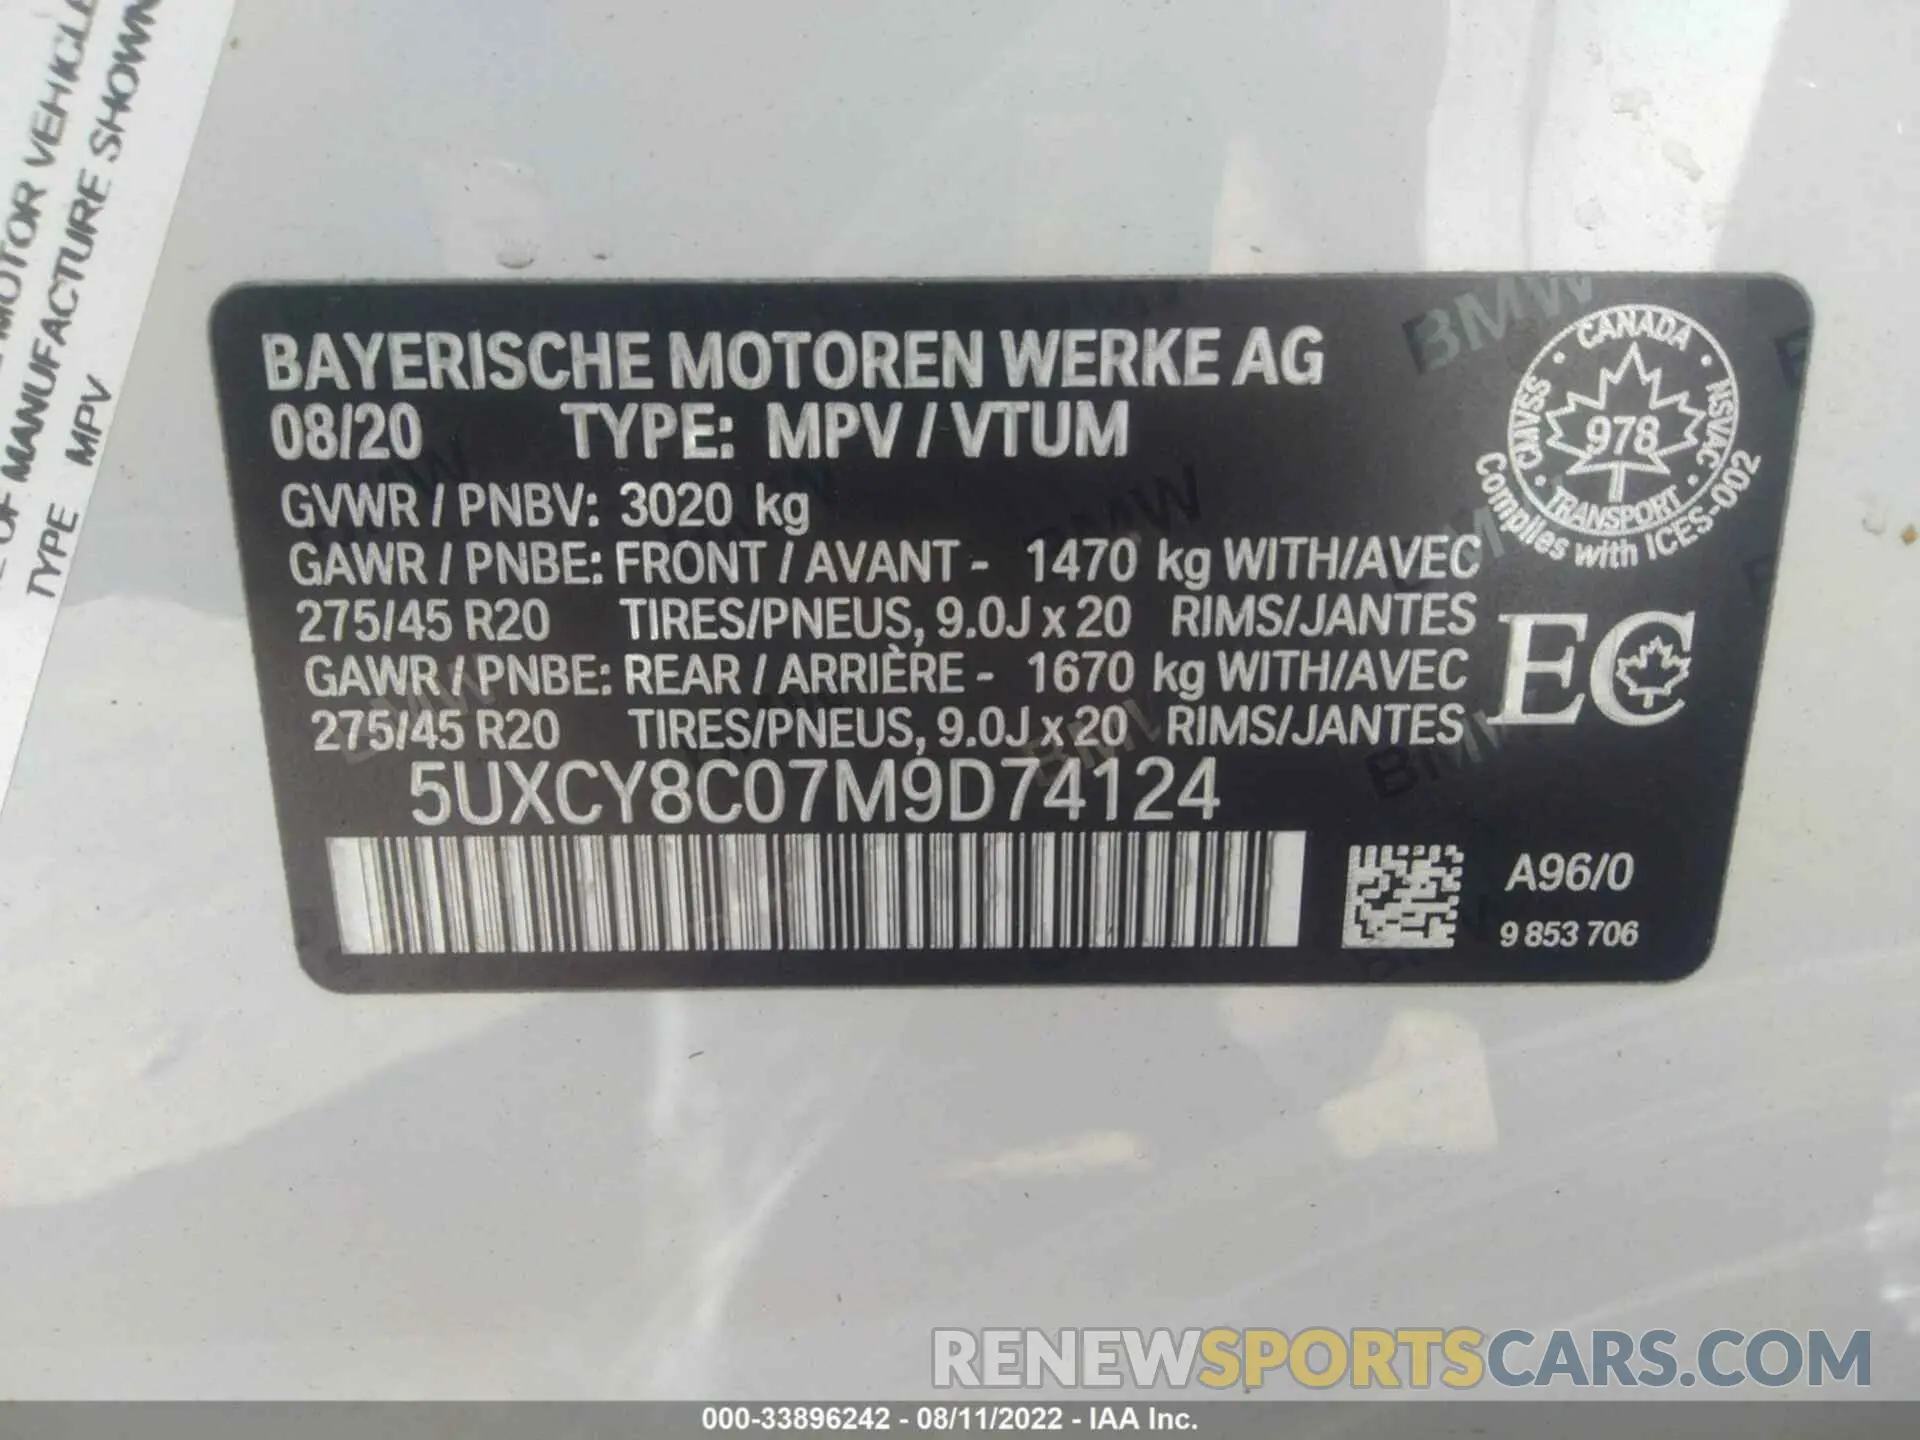 MOTOR VEHICLE
OF MANUFACTURE SHOWN
TYPE MPV
BAYERISCHE MOTOREN WERKE AG
08/20 TYPE: MPV / VTUM
GVWR / PNBV: 3020 kg
GAWR / PNBE: FRONT / AVANT - 1470 kg WITH/AVEC
275/45 R20 TIRES/PNEUS, 9.0J x 20 RIMS/JANTES
GAWR / PNBE: REAR / ARRIÈRE - 1670 kg WITH/AVEC
275/45 R20 TIRES/PNEUS, 9.0J x 20 RIMS/JANTES
5UXCY8C07M9D74124
CANADA
CMVSS
978
NSVAC
TRANSPORT
Complies with ICES-002
EC
A96/0
9 853 706
BMW
RENEWSPORTSCARS.COM
000-33896242 - 08/11/2022 - IAA Inc.